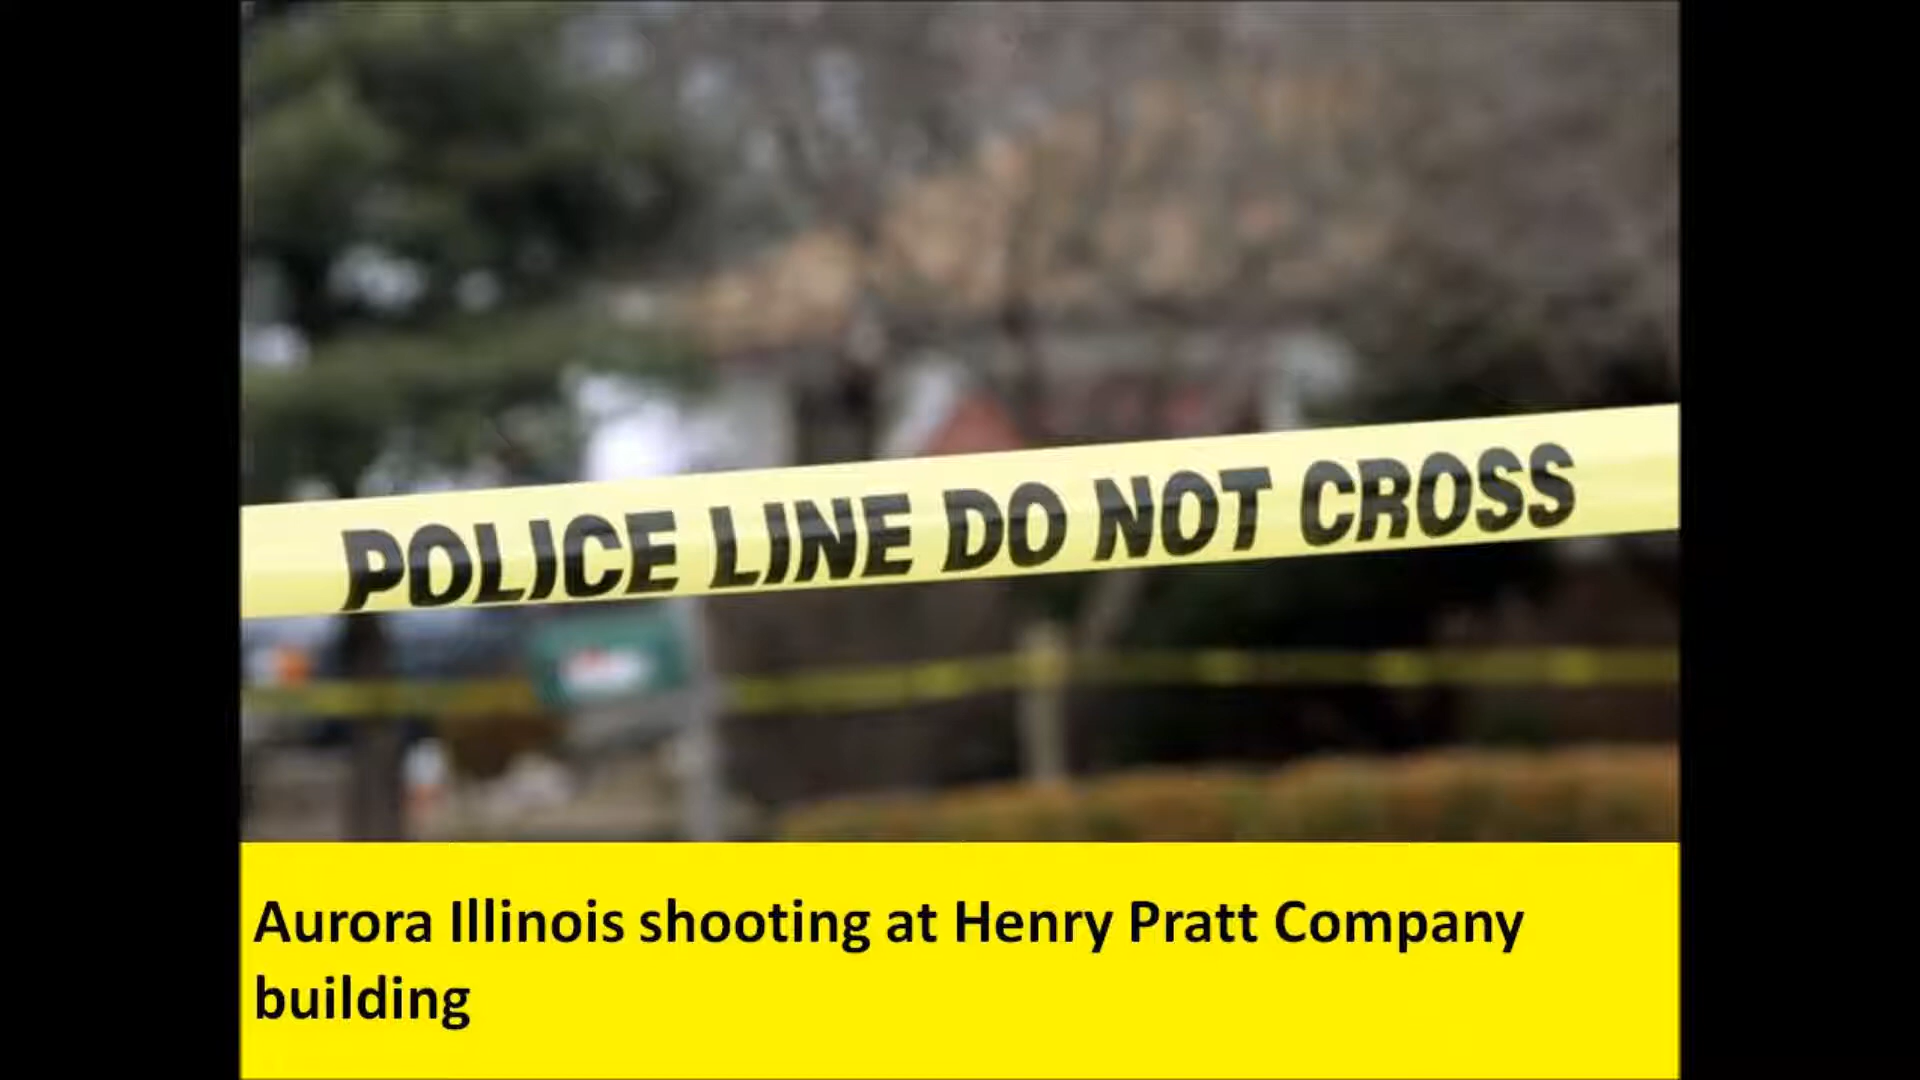 POLICE LINE DO NOT CROSS
Aurora Illinois shooting at Henry Pratt Company
building